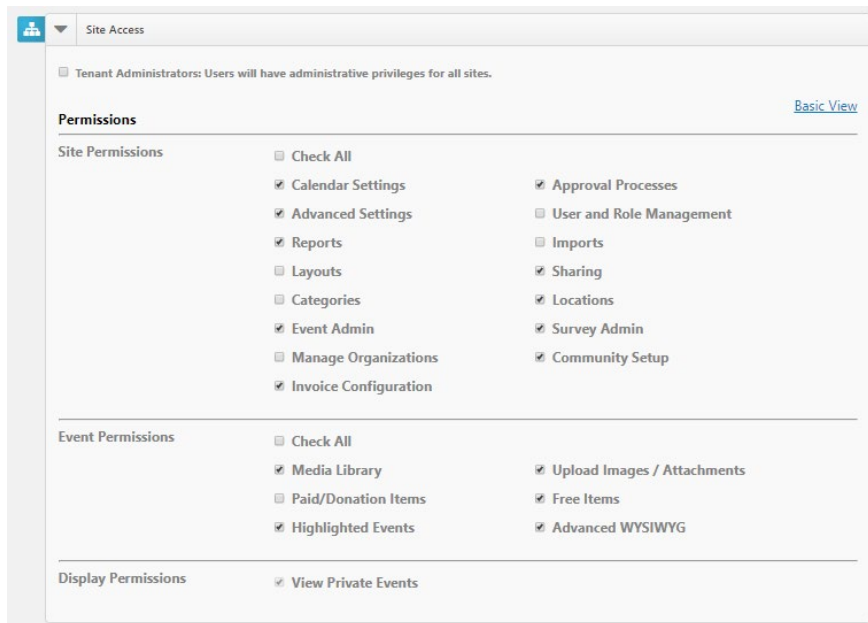 Site Access
Tenant Administrators: Users will have administrative privileges for all sites.
Basic View
Permissions
Site Permissions
Check All
Calendar Settings Approval Processes
Advanced Settings User and Role Management
Reports Imports
Layouts Sharing
Categories Locations
Event Admin Survey Admin
Manage Organizations Community Setup
Invoice Configuration
Event Permissions
Check All
Media Library Upload Images / Attachments
Paid/Donation Items Free Items
Highlighted Events Advanced WYSIWYG
Display Permissions
View Private Events